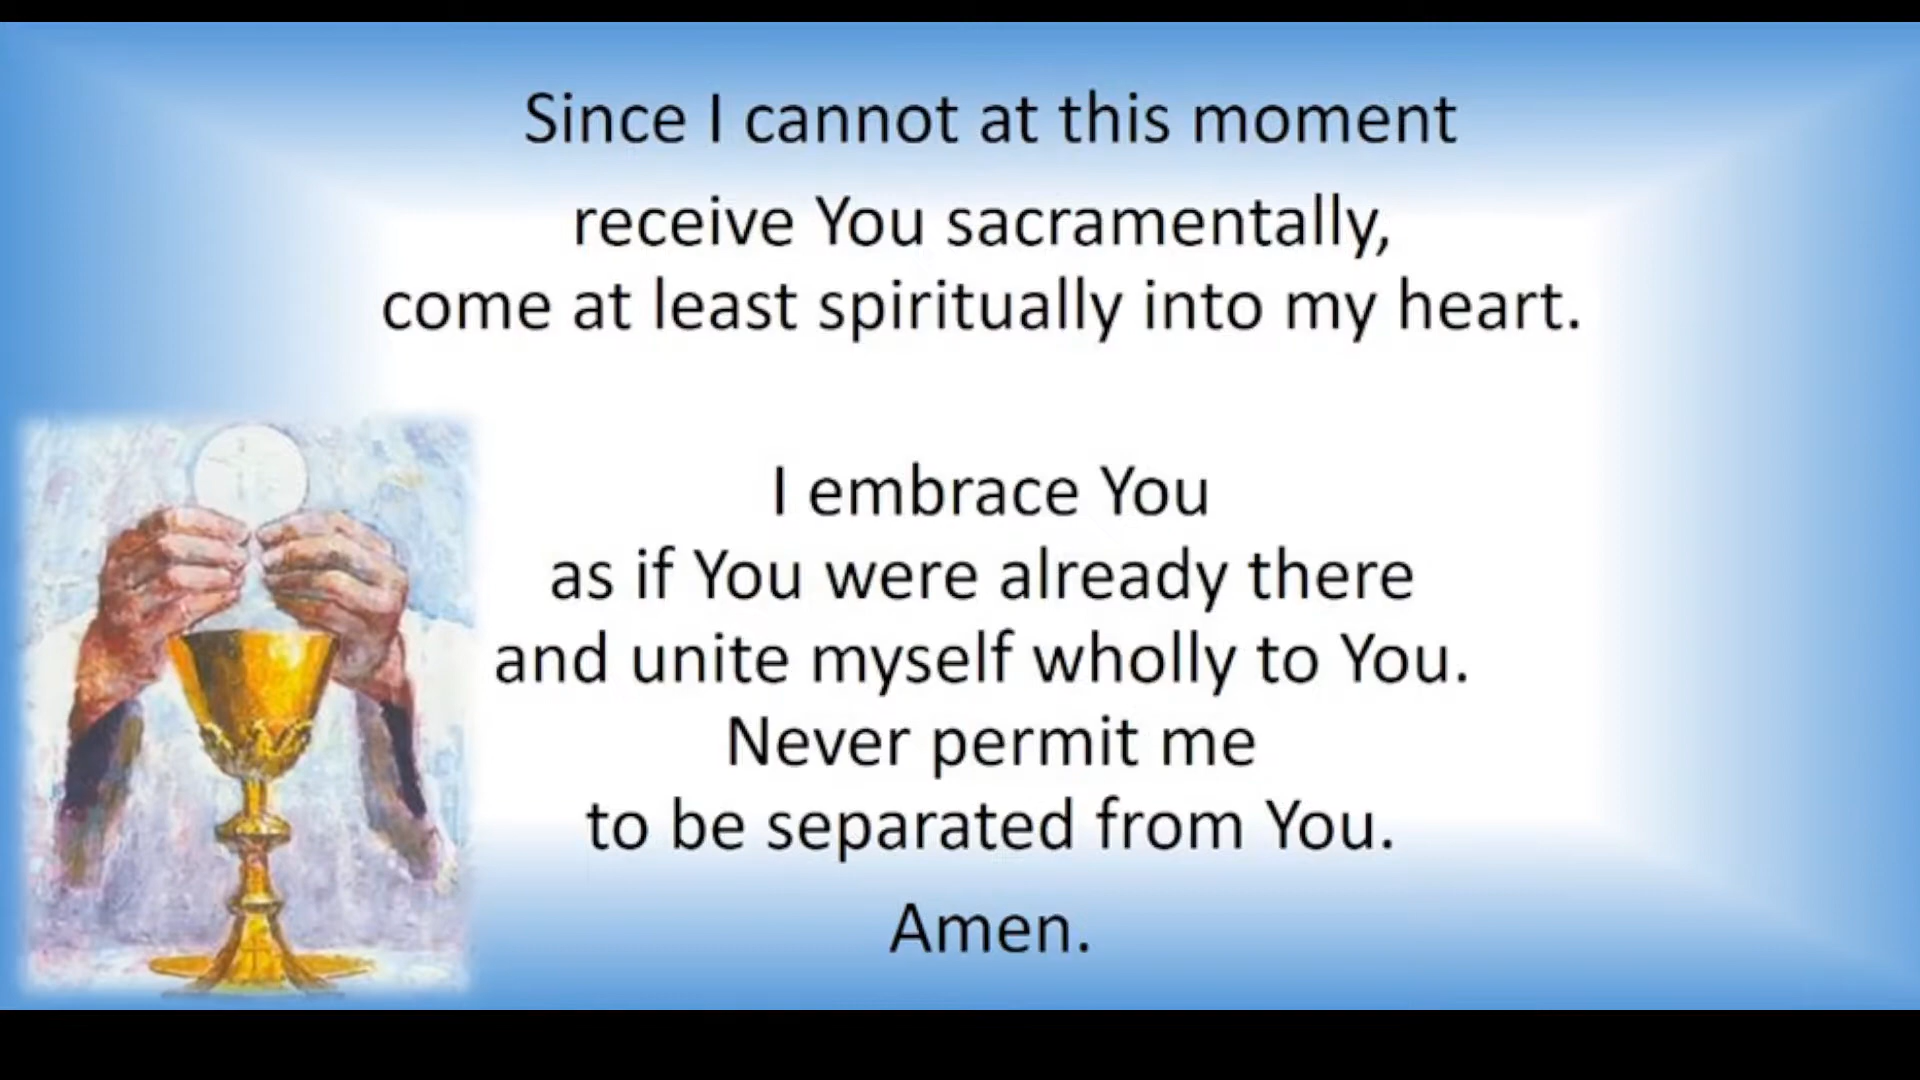 Since I cannot at this moment
receive You sacramentally,
come at least spiritually into my heart.
I embrace You
as if You were already there
and unite myself wholly to You.
Never permit me
to be separated from You.
Amen.